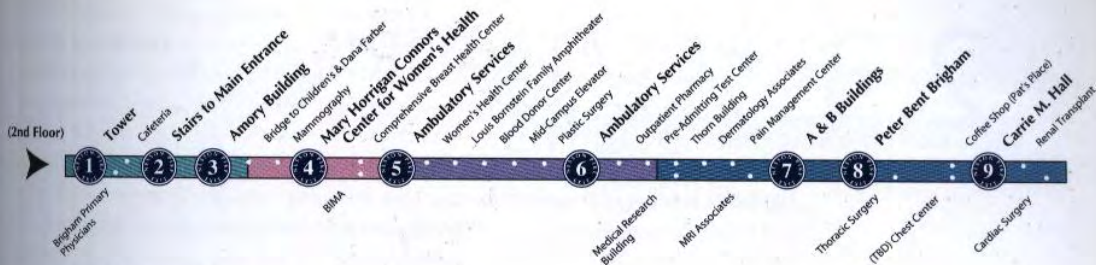 (2nd Floor)
Tower
Cafeteria
Stairs to Main Entrance
Amory Building
Bridge to Children's & Dana Farber
Mammography
Mary Horrigan Connors
Center for Women's Health
Comprehensive Breast Health Center
Ambulatory Services
Women's Health Center
Louis Bornstein Family Amphitheater
Blood Donor Center
Mid-Campus Elevator
Plastic Surgery
Ambulatory Services
Outpatient Pharmacy
Pre-Admitting Test Center
Thorn Building
Dermatology Associates
Pain Management Center
A & B Buildings
Peter Bent Brigham
Coffee Shop (Pat's Place)
Carrie M. Hall
Renal Transplant
1
2
3
4
5
6
7
8
9
Brigham Primary
Physicians
BIMA
Medical Research
Building
MRI Associates
Thoracic Surgery
(TBD) Chest Center
Cardiac Surgery